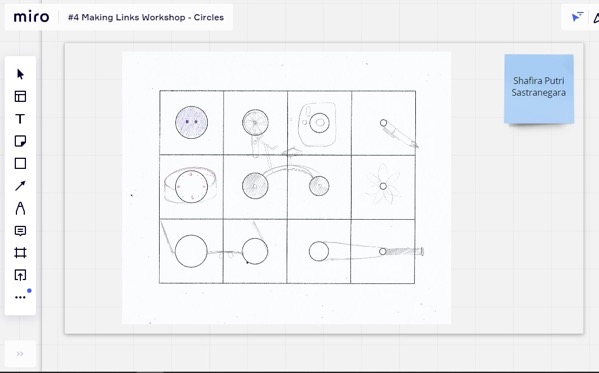 miro
#4 Making Links Workshop - Circles
Shafira Putri
Sastranegara